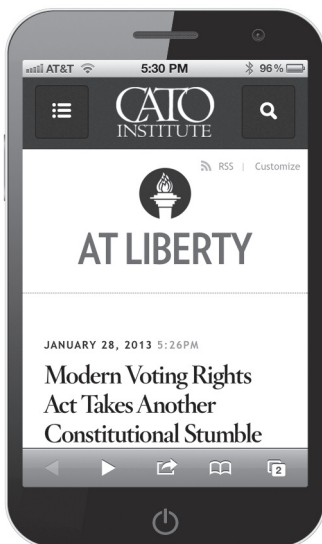 AT&T 5:30 PM 96%
CATO
INSTITUTE
RSS | Customize
AT LIBERTY
JANUARY 28, 2013 5:26PM
Modern Voting Rights
Act Takes Another
Constitutional Stumble
2